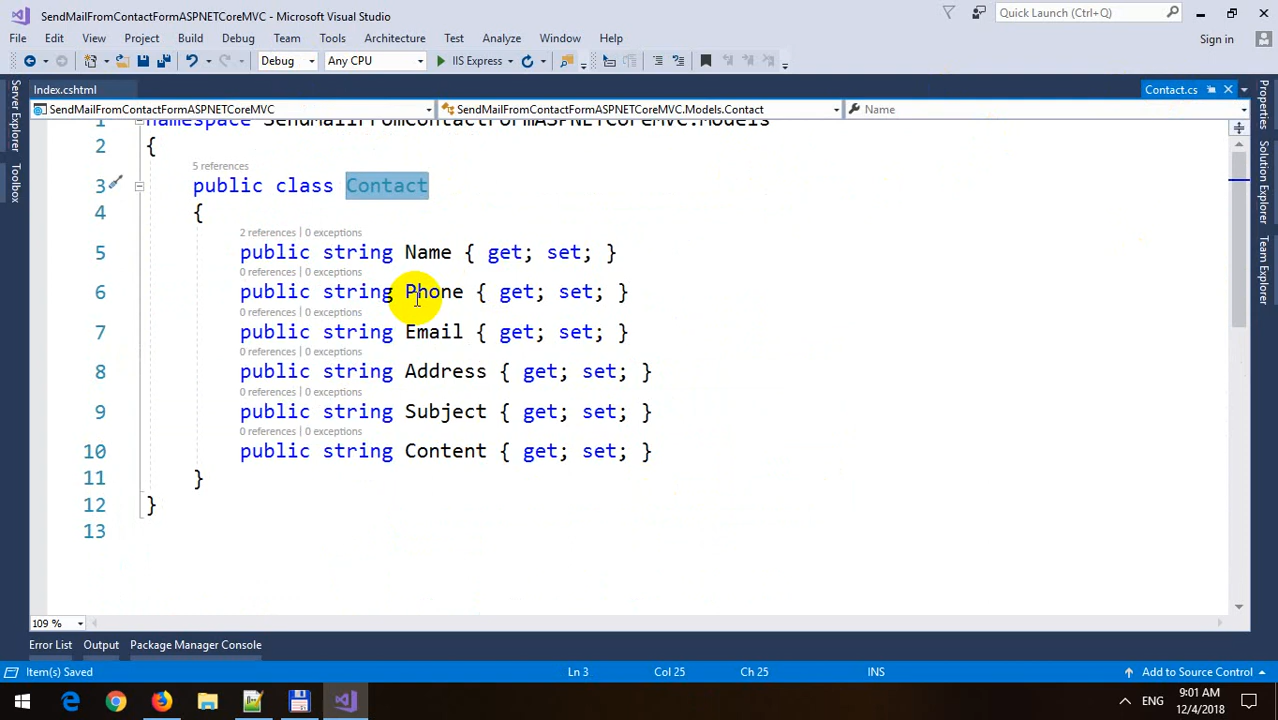 SendMailFromContactFormASPNETCoreMVC - Microsoft Visual Studio
Quick Launch (Ctrl+Q)
File Edit View Project Build Debug Team Tools Architecture Test Analyze Window Help
Sign in
Debug Any CPU IIS Express
Index.cshtml
Contact.cs
SendMailFromContactFormASPNETCoreMVC
SendMailFromContactFormASPNETCoreMVC.Models.Contact
Name
Server Explorer
Toolbox
Properties
Solution Explorer
Team Explorer
1 namespace SendMailFromContactFormASPNETCoreMVC.Models
2 {
5 references
3 public class Contact
4 {
2 references | 0 exceptions
5 public string Name { get; set; }
0 references | 0 exceptions
6 public string Phone { get; set; }
0 references | 0 exceptions
7 public string Email { get; set; }
0 references | 0 exceptions
8 public string Address { get; set; }
0 references | 0 exceptions
9 public string Subject { get; set; }
0 references | 0 exceptions
10 public string Content { get; set; }
11 }
12 }
13
109 %
Error List Output Package Manager Console
Item(s) Saved
Ln 3 Col 25 Ch 25 INS
Add to Source Control
ENG
9:01 AM
12/4/2018